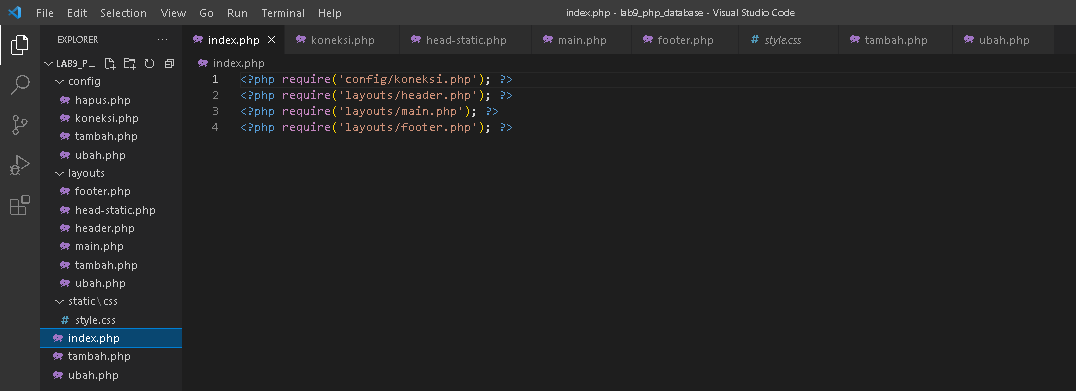 File Edit Selection View Go Run Terminal Help
index.php - lab9_php_database - Visual Studio Code
EXPLORER ...
LAB9_P...
config
hapus.php
koneksi.php
tambah.php
ubah.php
layouts
footer.php
head-static.php
header.php
main.php
tambah.php
ubah.php
static\css
# style.css
index.php
tambah.php
ubah.php
index.php koneksi.php head-static.php main.php footer.php # style.css tambah.php ubah.php
index.php
1 <?php require('config/koneksi.php'); ?>
2 <?php require('layouts/header.php'); ?>
3 <?php require('layouts/main.php'); ?>
4 <?php require('layouts/footer.php'); ?>